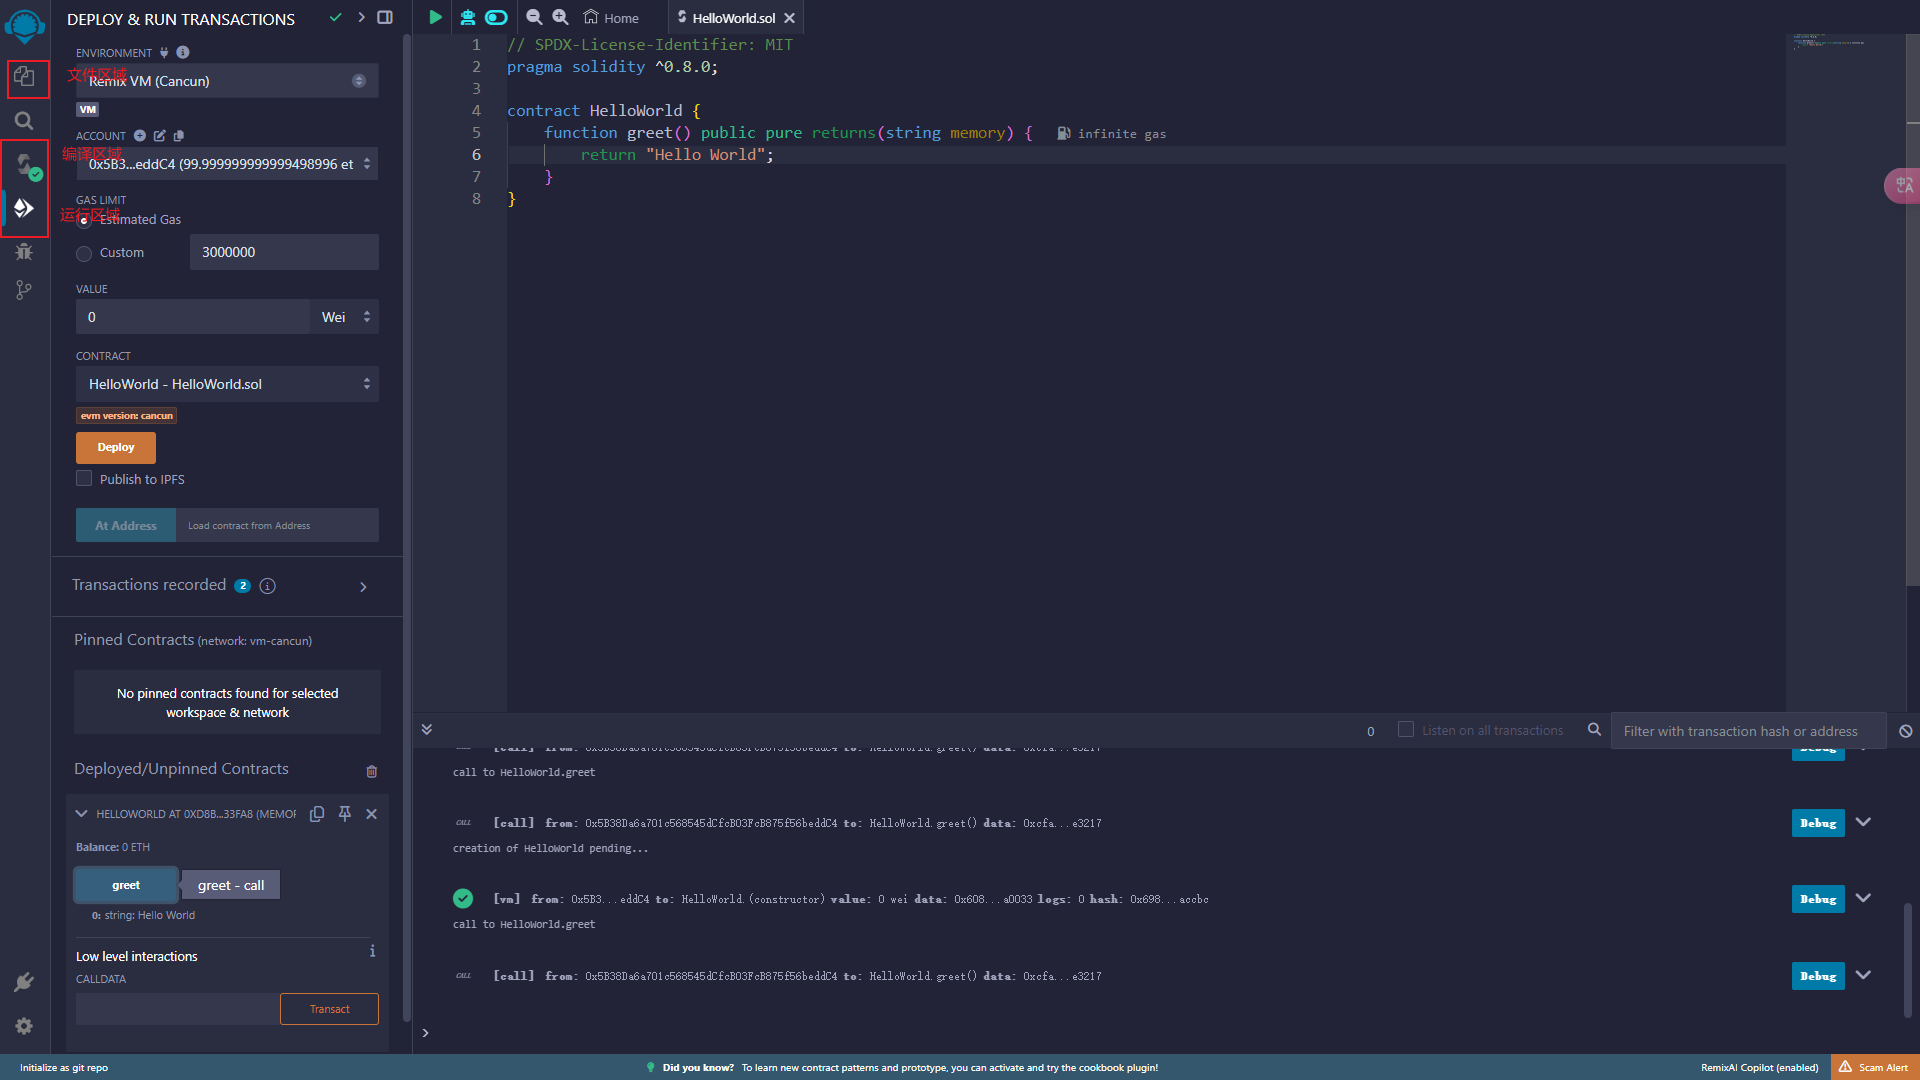 DEPLOY & RUN TRANSACTIONS
ENVIRONMENT
文件区域
Remix VM (Cancun)
VM
ACCOUNT
编译区域
0x5B3...eddC4 (99.999999999999498996 et
GAS LIMIT
运行区域
Estimated Gas
Custom
3000000
VALUE
0
Wei
CONTRACT
HelloWorld - HelloWorld.sol
evm version: cancun
Deploy
Publish to IPFS
At Address
Load contract from Address
Transactions recorded 2
Pinned Contracts (network: vm-cancun)
No pinned contracts found for selected
workspace & network
Deployed/Unpinned Contracts
HELLOWORLD AT 0XD8B...33FA8 (MEMOR
Balance: 0 ETH
greet
greet - call
0: string: Hello World
Low level interactions
CALLDATA
Transact
Home
HelloWorld.sol
1 // SPDX-License-Identifier: MIT
2 pragma solidity ^0.8.0;
3
4 contract HelloWorld {
5 function greet() public pure returns(string memory) { infinite gas
6 return "Hello World";
7 }
8 }
0
Listen on all transactions
Filter with transaction hash or address
[call] from: 0x5B38Da6a701c568545dCfcB03FcB875f56beddC4 to: HelloWorld.greet() data: 0xcfa...e3217
Debug
call to HelloWorld.greet
CALL [call] from: 0x5B38Da6a701c568545dCfcB03FcB875f56beddC4 to: HelloWorld.greet() data: 0xcfa...e3217
Debug
creation of HelloWorld pending...
[vm] from: 0x5B3...eddC4 to: HelloWorld.(constructor) value: 0 wei data: 0x608...a0033 logs: 0 hash: 0x698...accbc
Debug
call to HelloWorld.greet
CALL [call] from: 0x5B38Da6a701c568545dCfcB03FcB875f56beddC4 to: HelloWorld.greet() data: 0xcfa...e3217
Debug
>
Initialize as git repo
Did you know? To learn new contract patterns and prototype, you can activate and try the cookbook plugin!
RemixAI Copilot (enabled)
Scam Alert